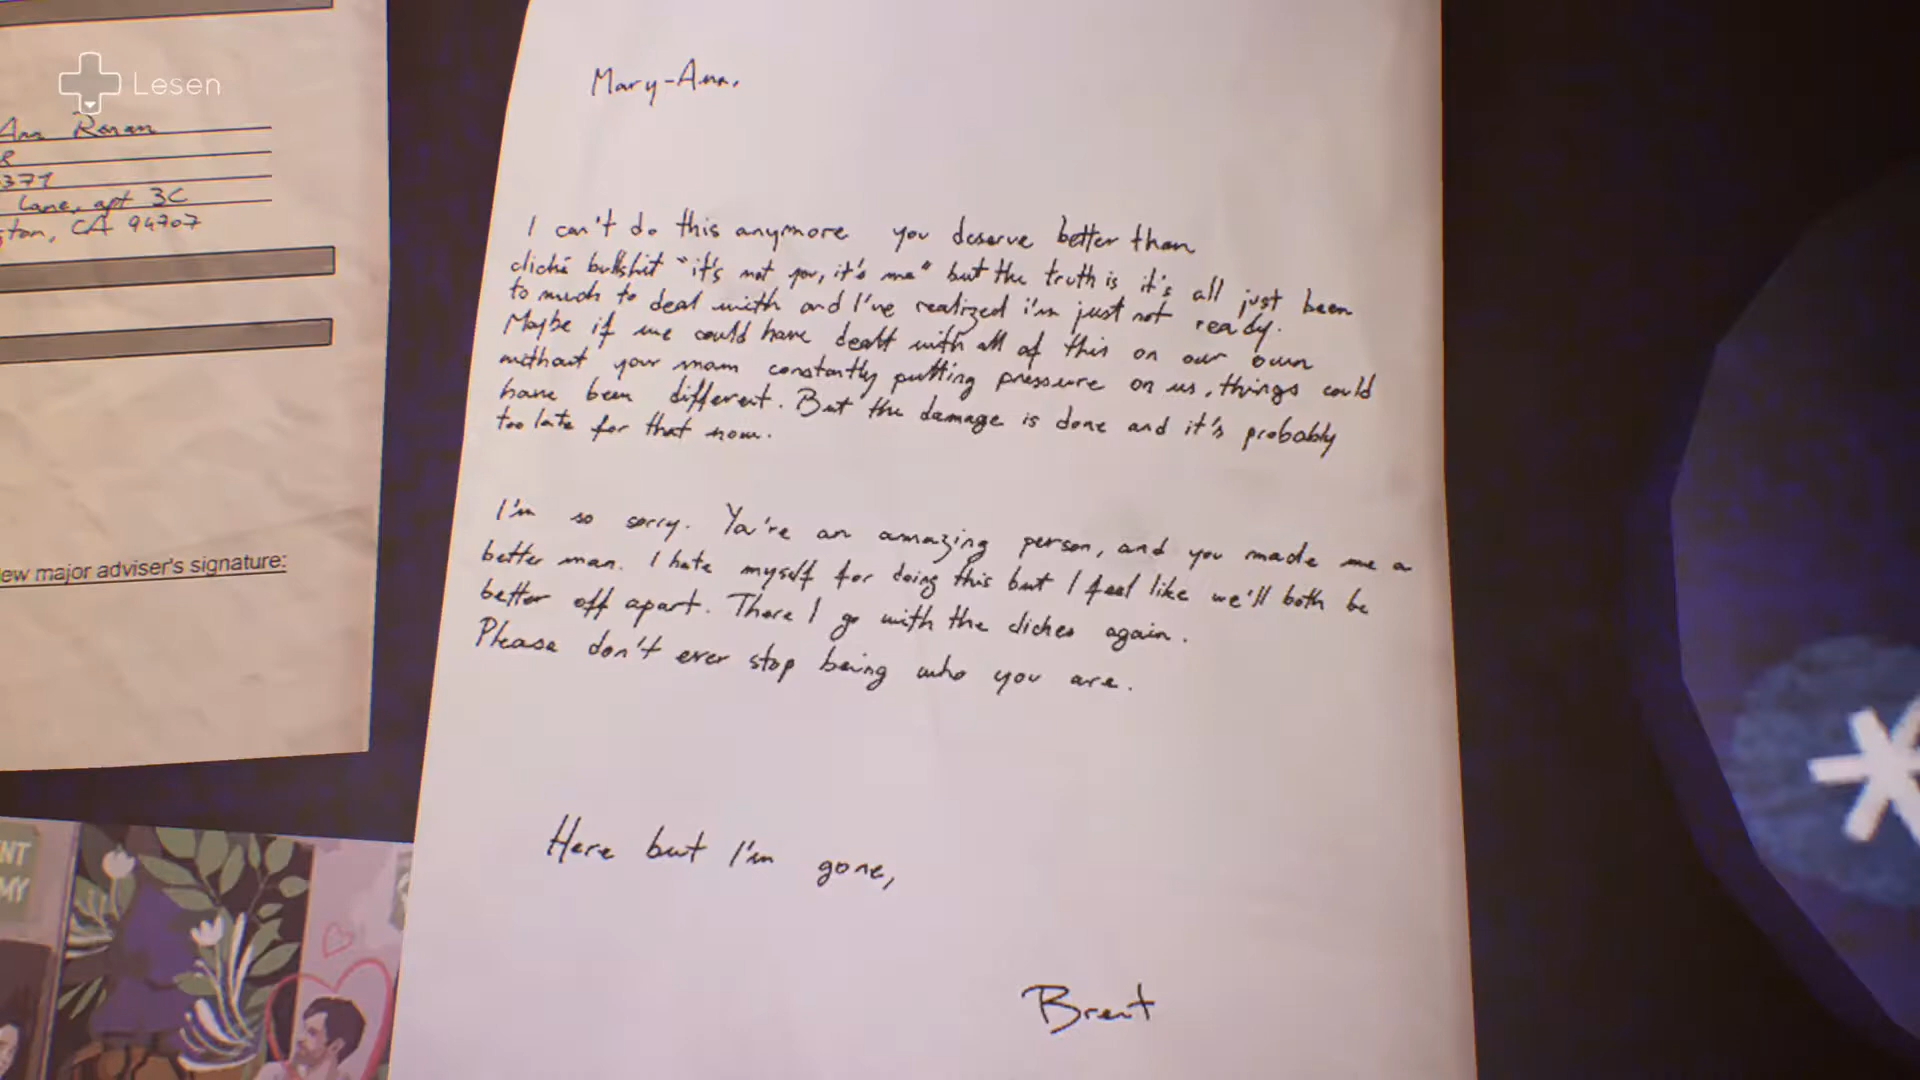 Lesen
Ann Ronan
371
Lane, apt 3C
gton, CA 94707
ew major adviser's signature:
NT
MY
Mary-Ann,
I can't do this anymore you deserve better than
cliché bullshit "it's not you, it's me" but the truth is it's all just been
to much to deal with and I've realized i'm just not ready.
Maybe if we could have dealt with all of this on our own
without your mom constantly putting pressure on us, things could
have been different. But the damage is done and it's probably
too late for that now.
I'm so sorry. You're an amazing person, and you made me a
better man. I hate myself for doing this but I feel like we'll both be
better off apart. There I go with the cliches again.
Please don't ever stop being who you are.
Here but I'm gone,
Brent